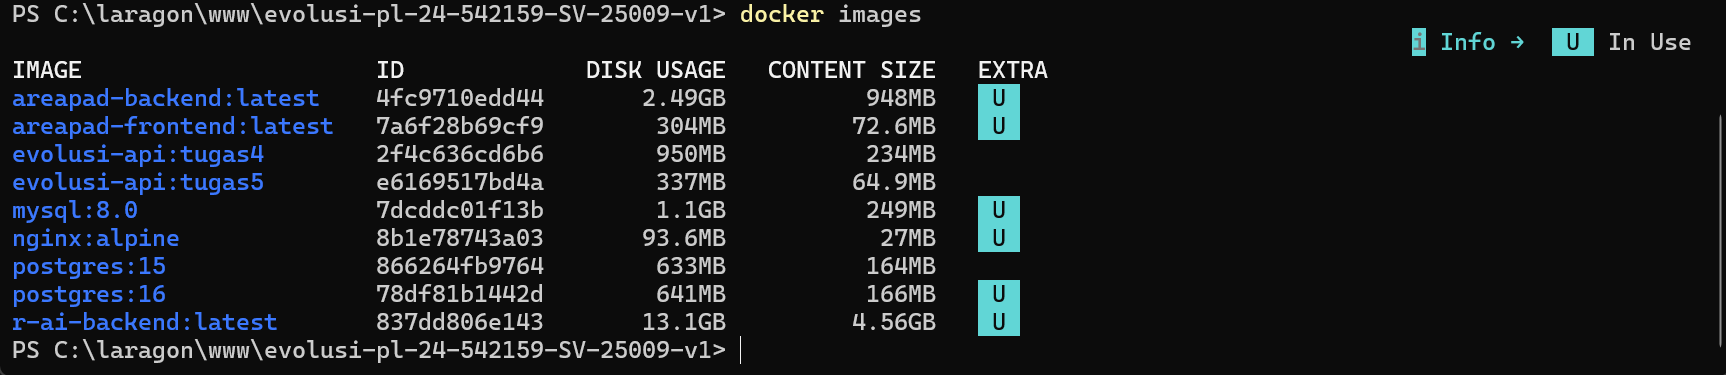 PS C:\laragon\www\evolusi-pl-24-542159-SV-25009-v1> docker images
i Info → U In Use
IMAGE ID DISK USAGE CONTENT SIZE EXTRA
areapad-backend:latest 4fc9710edd44 2.49GB 948MB U
areapad-frontend:latest 7a6f28b69cf9 304MB 72.6MB U
evolusi-api:tugas4 2f4c636cd6b6 950MB 234MB
evolusi-api:tugas5 e6169517bd4a 337MB 64.9MB
mysql:8.0 7dcddc01f13b 1.1GB 249MB U
nginx:alpine 8b1e78743a03 93.6MB 27MB U
postgres:15 866264fb9764 633MB 164MB
postgres:16 78df81b1442d 641MB 166MB U
r-ai-backend:latest 837dd806e143 13.1GB 4.56GB U
PS C:\laragon\www\evolusi-pl-24-542159-SV-25009-v1>